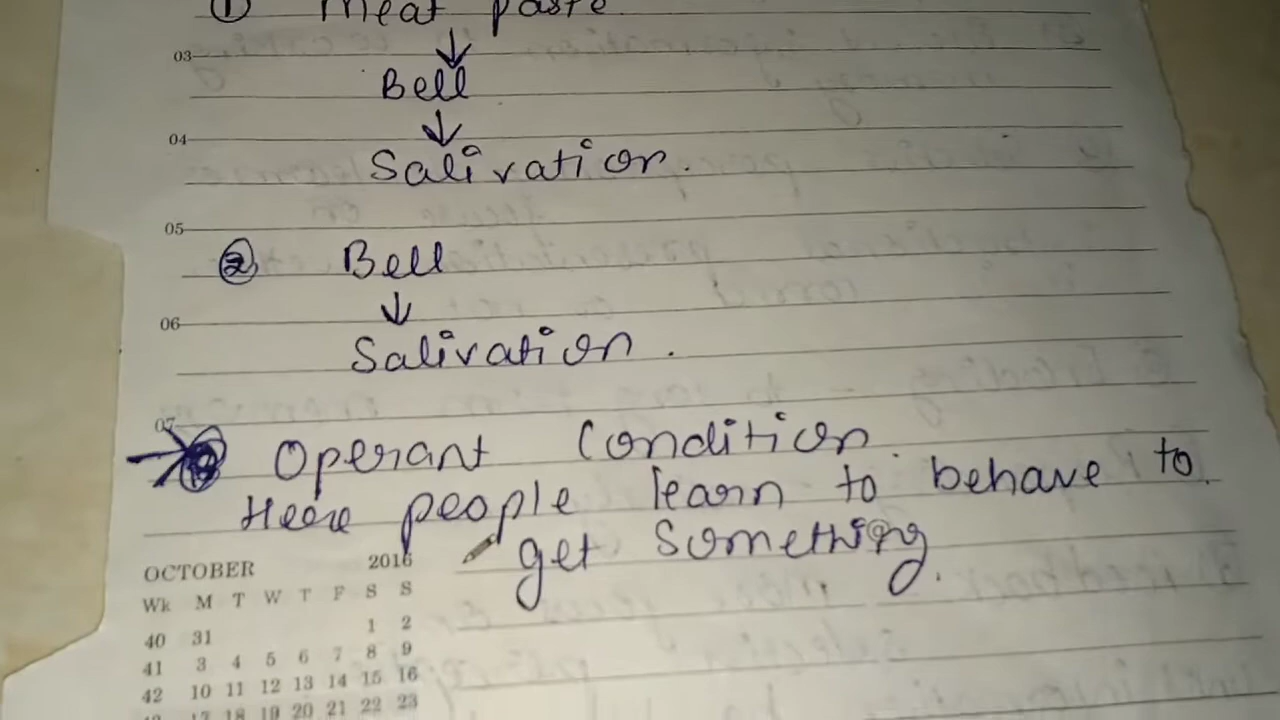 ① Meat paste
03
↓
Bell
04
↓
Salivation.
05
② Bell
↓
06
Salivation.
07
→ Operant Condition.
Here people learn to behave to
get something.
OCTOBER 2016
Wk M T W T F S S
40 31 1 2
41 3 4 5 6 7 8 9
42 10 11 12 13 14 15 16
17 18 19 20 21 22 23